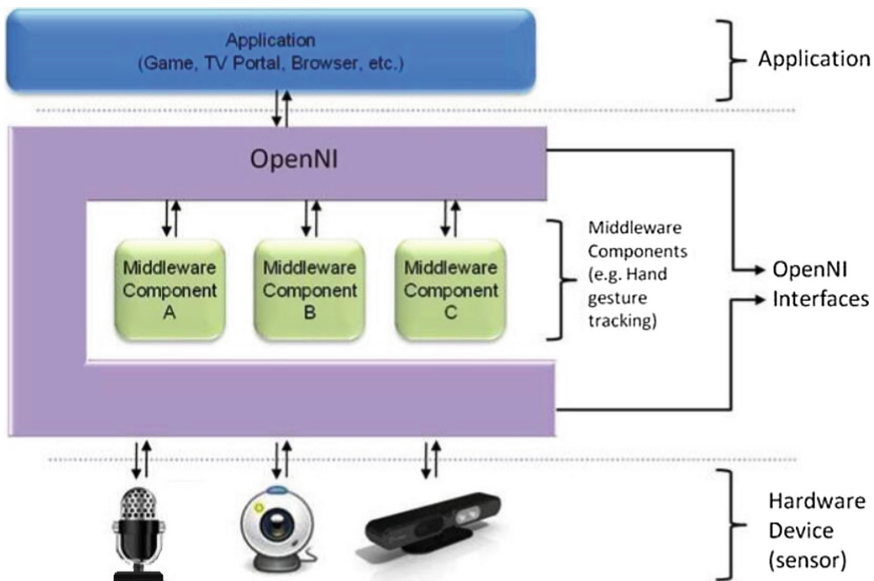 Application
(Game, TV Portal, Browser, etc.)
Application
OpenNI
Middleware
Component
A
Middleware
Component
B
Middleware
Component
C
Middleware
Components
(e.g. Hand
gesture
tracking)
OpenNI
Interfaces
Hardware
Device
(sensor)